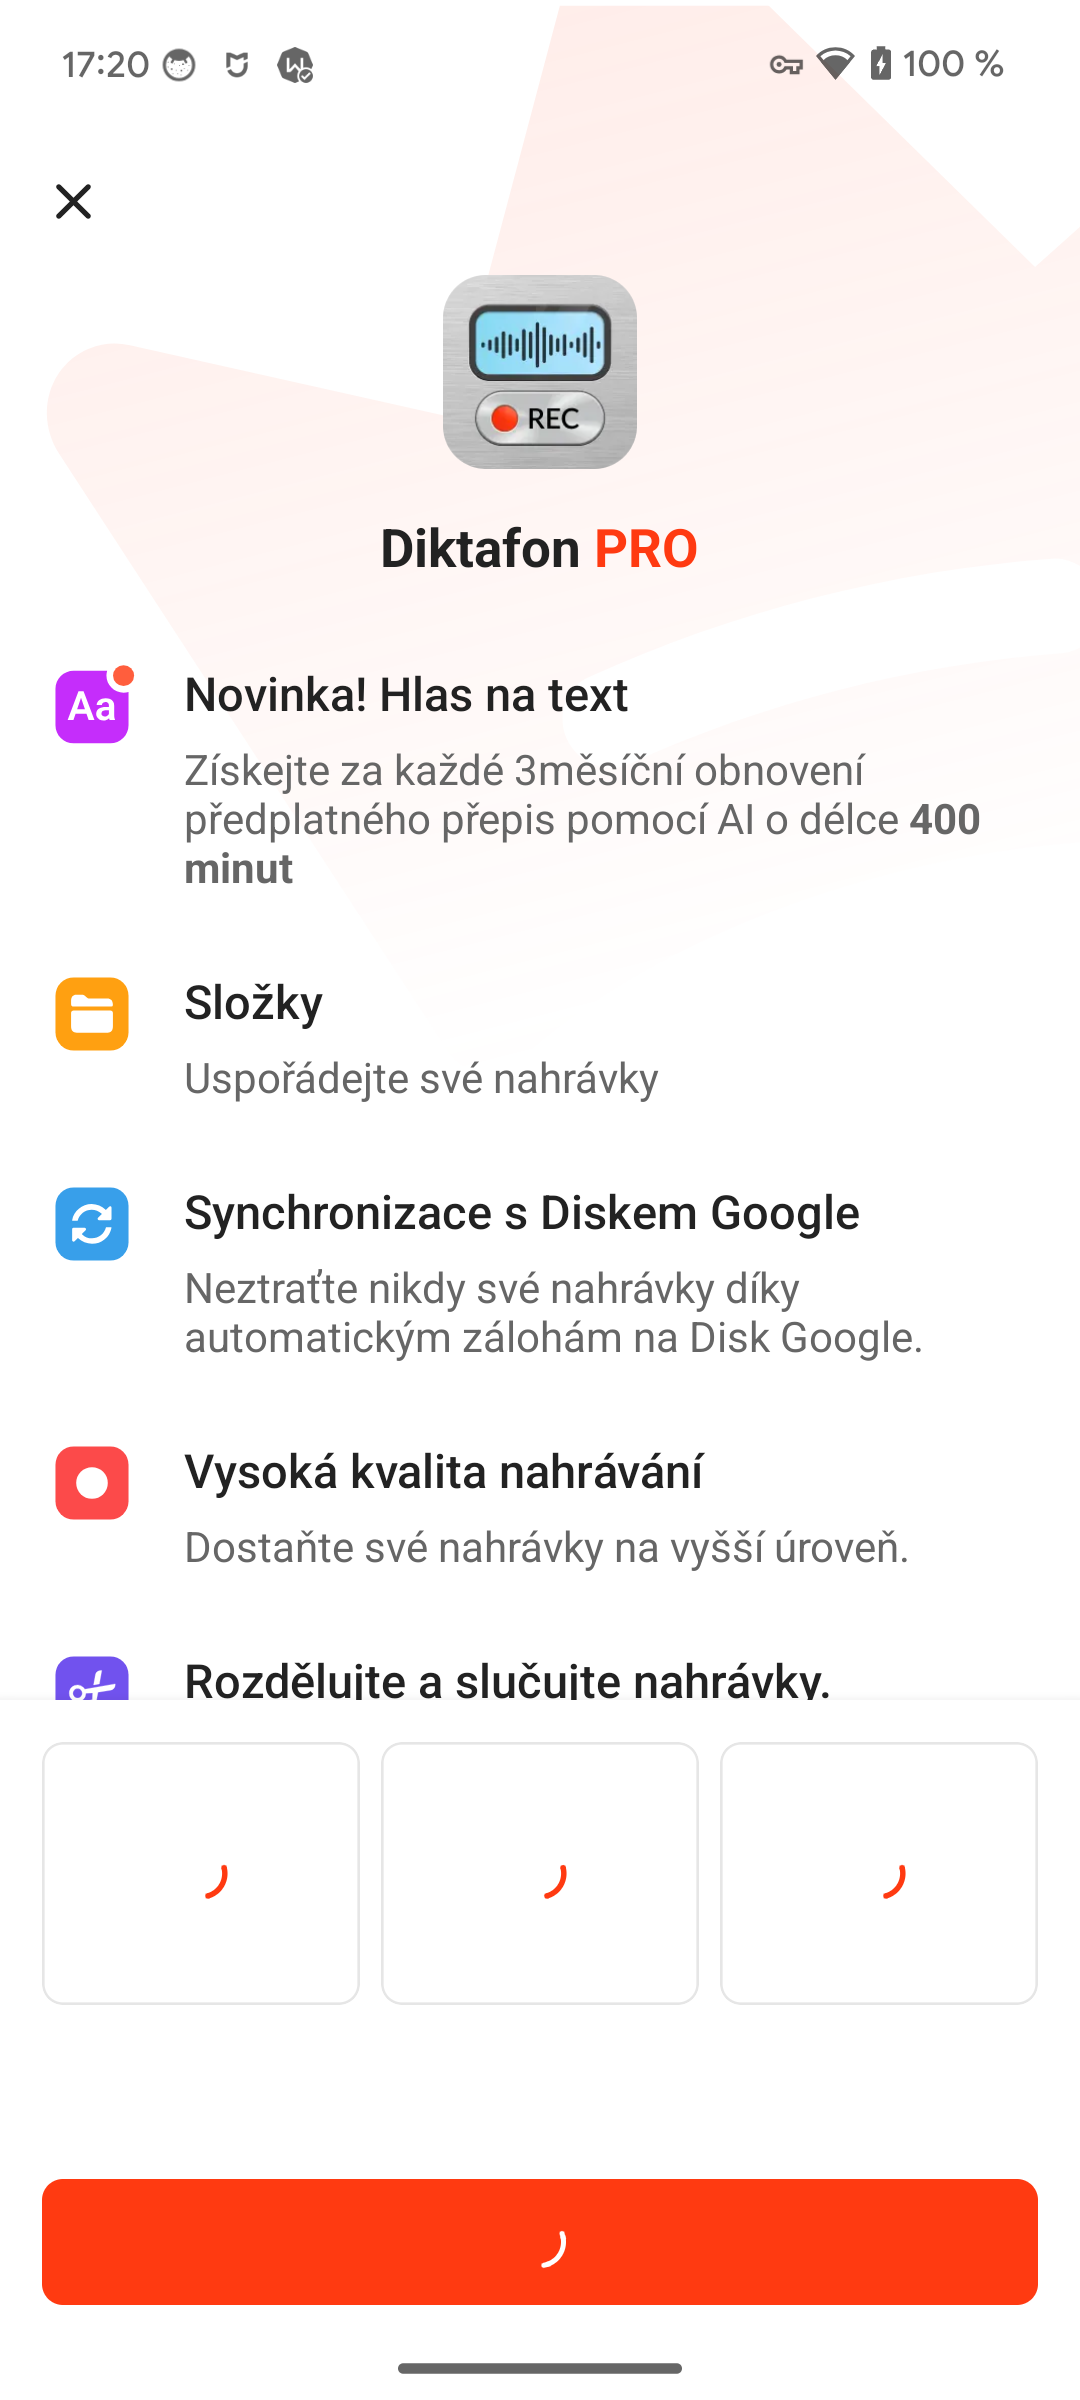 17:20
100 %
REC
Diktafon PRO
Aa
Novinka! Hlas na text
Získejte za každé 3měsíční obnovení
předplatného přepis pomocí AI o délce 400
minut
Složky
Uspořádejte své nahrávky
Synchronizace s Diskem Google
Neztraťte nikdy své nahrávky díky
automatickým zálohám na Disk Google.
Vysoká kvalita nahrávání
Dostaňte své nahrávky na vyšší úroveň.
Rozdělujte a slučujte nahrávky.